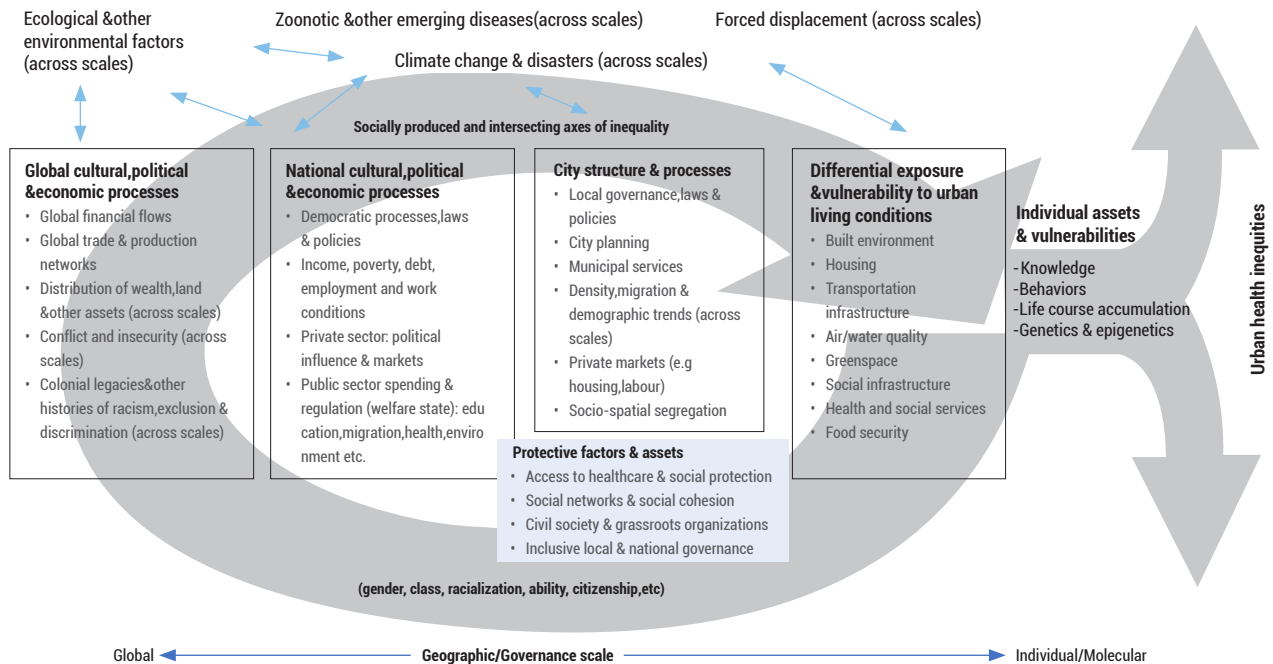 Ecological &other
environmental factors
(across scales)
Zoonotic &other emerging diseases(across scales)
Forced displacement (across scales)
Climate change & disasters (across scales)
Socially produced and intersecting axes of inequality
Global cultural,political
&economic processes
• Global financial flows
• Global trade & production
networks
• Distribution of wealth,land
&other assets (across scales)
• Conflict and insecurity (across
scales)
• Colonial legacies&other
histories of racism,exclusion &
discrimination (across scales)
National cultural,political
&economic processes
• Democratic processes,laws
& policies
• Income, poverty, debt,
employment and work
conditions
• Private sector: political
influence & markets
• Public sector spending &
regulation (welfare state): edu
cation,migration,health,enviro
nment etc.
City structure & processes
• Local governance,laws &
policies
• City planning
• Municipal services
• Density,migration &
demographic trends (across
scales)
• Private markets (e.g
housing,labour)
• Socio-spatial segregation
Protective factors & assets
• Access to healthcare & social protection
• Social networks & social cohesion
• Civil society & grassroots organizations
• Inclusive local & national governance
Differential exposure
&vulnerability to urban
living conditions
• Built environment
• Housing
• Transportation
infrastructure
• Air/water quality
• Greenspace
• Social infrastructure
• Health and social services
• Food security
Individual assets
& vulnerabilities
-Knowledge
-Behaviors
-Life course accumulation
-Genetics & epigenetics
Urban health inequities
(gender, class, racialization, ability, citizenship,etc)
Global
Geographic/Governance scale
Individual/Molecular